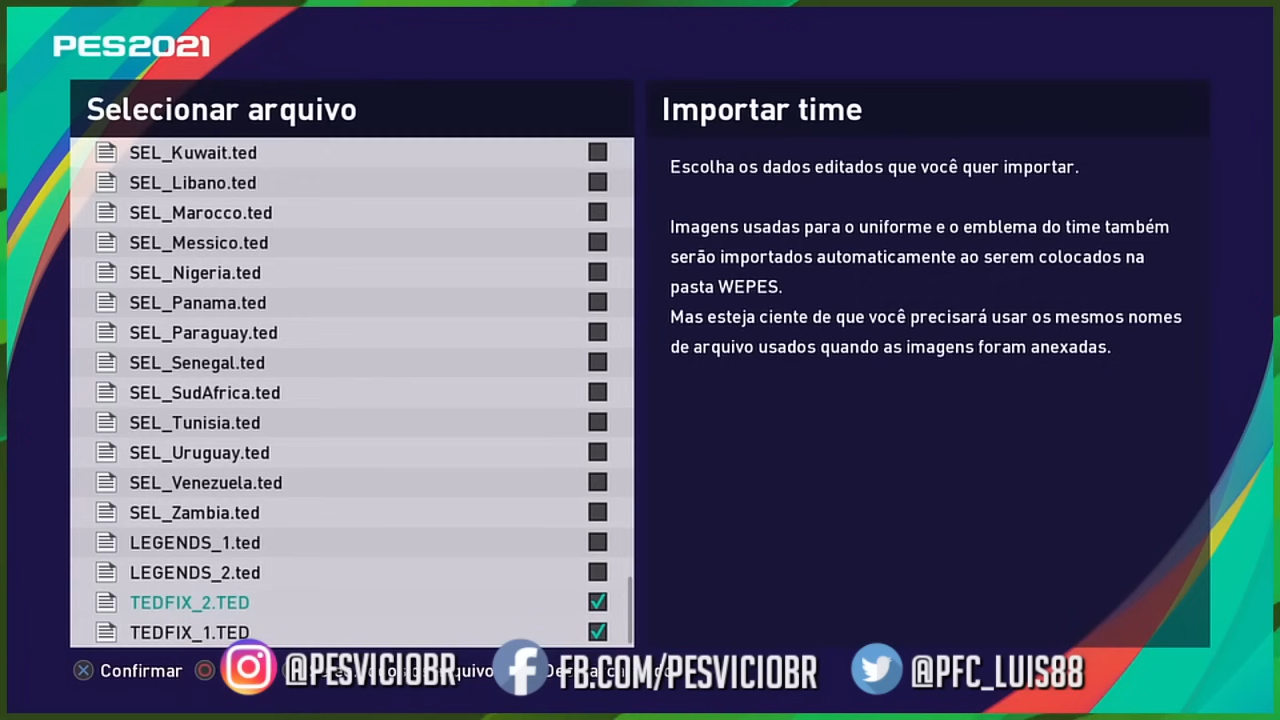 PES2021
Selecionar arquivo
SEL_Kuwait.ted
SEL_Libano.ted
SEL_Marocco.ted
SEL_Messico.ted
SEL_Nigeria.ted
SEL_Panama.ted
SEL_Paraguay.ted
SEL_Senegal.ted
SEL_SudAfrica.ted
SEL_Tunisia.ted
SEL_Uruguay.ted
SEL_Venezuela.ted
SEL_Zambia.ted
LEGENDS_1.ted
LEGENDS_2.ted
TEDFIX_2.TED
TEDFIX_1.TED
Importar time
Escolha os dados editados que você quer importar.
Imagens usadas para o uniforme e o emblema do time também
serão importados automaticamente ao serem colocados na
pasta WEPES.
Mas esteja ciente de que você precisará usar os mesmos nomes
de arquivo usados quando as imagens foram anexadas.
Confirmar
@PESVICIOBR
FB.COM/PESVICIOBR
@PFC_LUIS88